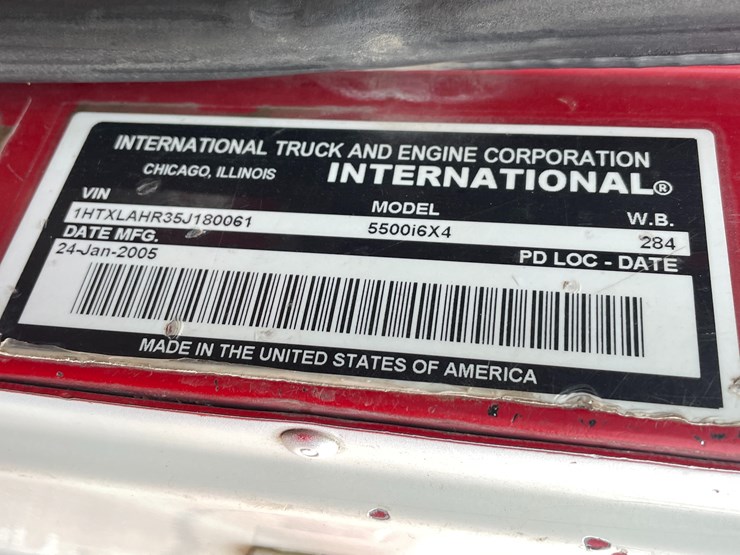 INTERNATIONAL TRUCK AND ENGINE CORPORATION
CHICAGO, ILLINOIS INTERNATIONAL®
VIN MODEL W.B.
1HTXLAHR35J180061 5500i6X4 284
DATE MFG. PD LOC - DATE
24-Jan-2005
MADE IN THE UNITED STATES OF AMERICA